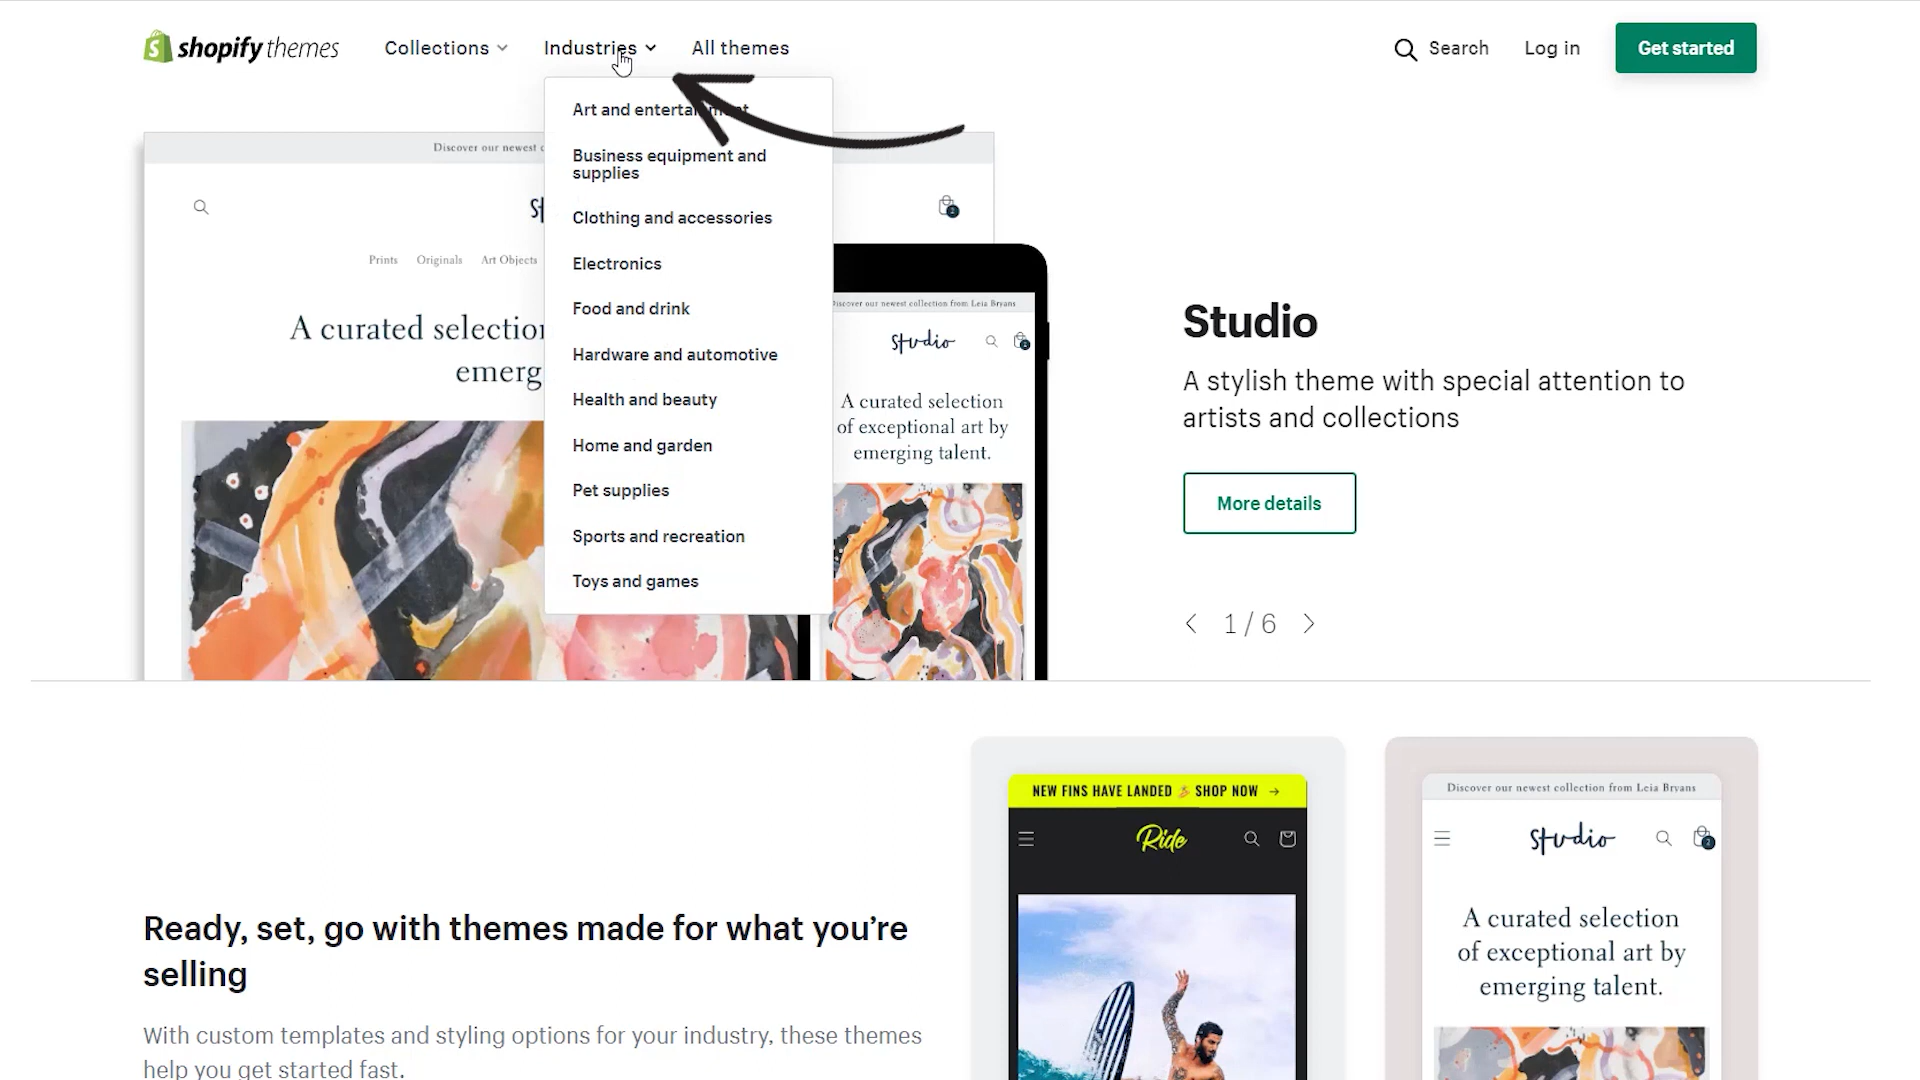 shopify themes
Collections
Industries
All themes
Search
Log in
Get started
Art and entertainment
Business equipment and
supplies
Clothing and accessories
Electronics
Food and drink
Hardware and automotive
Health and beauty
Home and garden
Pet supplies
Sports and recreation
Toys and games
Discover our newest
Prints
Originals
Art Objects
A curated selection
Discover our newest collection from Leia Bryans
Studio
A curated selection
of exceptional art by
emerging talent.
Studio
A stylish theme with special attention to
artists and collections
More details
1 / 6
Ready, set, go with themes made for what you're
selling
With custom templates and styling options for your industry, these themes
help you get started fast.
NEW FINS HAVE LANDED 🏄 SHOP NOW →
Ride
Discover our newest collection from Leia Bryans
Studio
2
A curated selection
of exceptional art by
emerging talent.